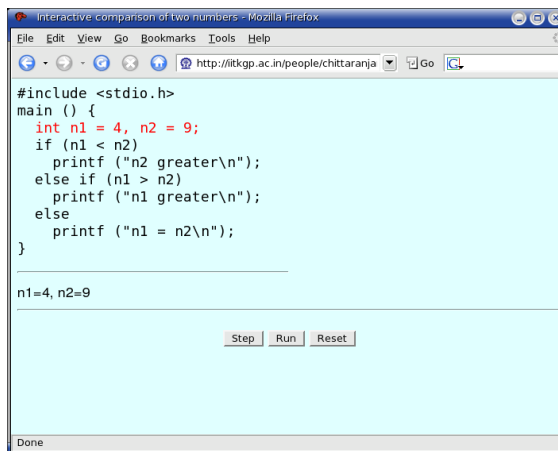 Interactive comparison of two numbers - Mozilla Firefox
File Edit View Go Bookmarks Tools Help
http://iitkgp.ac.in/people/chittaranja Go G
#include <stdio.h>
main () {
  int n1 = 4, n2 = 9;
  if (n1 < n2)
    printf ("n2 greater\n");
  else if (n1 > n2)
    printf ("n1 greater\n");
  else
    printf ("n1 = n2\n");
}
n1=4, n2=9
Step Run Reset
Done